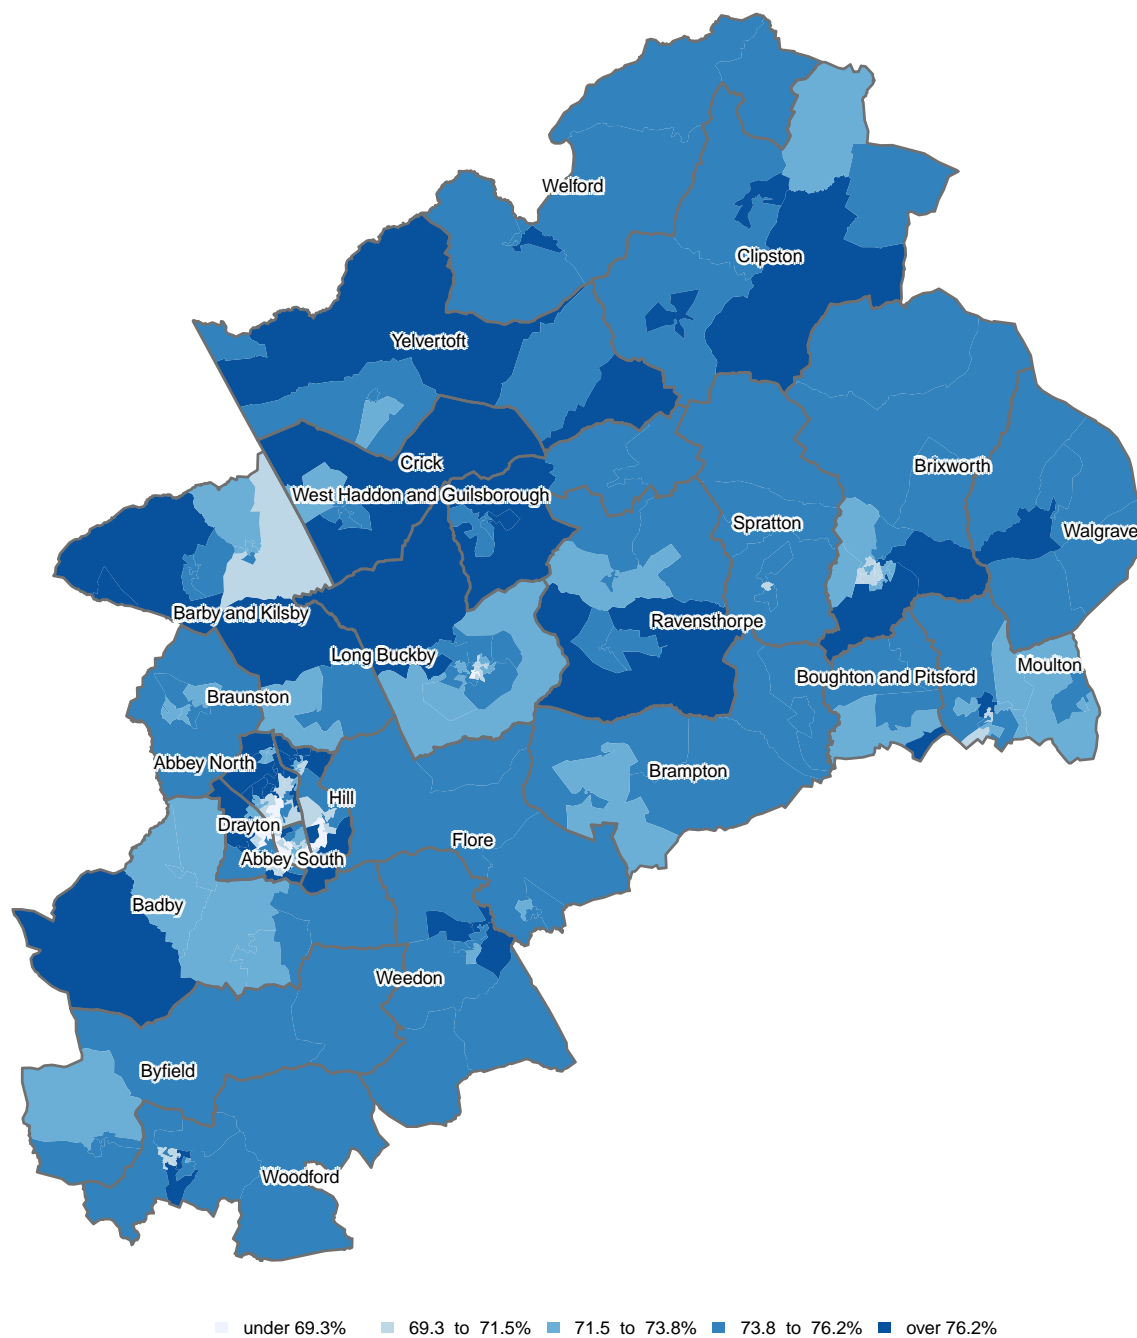 Welford
Clipston
Yelvertoft
Crick
Brixworth
West Haddon and Guilsborough
Spratton
Walgrave
Barby and Kilsby
Ravensthorpe
Long Buckby
Moulton
Boughton and Pitsford
Braunston
Abbey North
Brampton
Hill
Drayton
Flore
Abbey South
Badby
Weedon
Byfield
Woodford
under 69.3% 69.3 to 71.5% 71.5 to 73.8% 73.8 to 76.2% over 76.2%